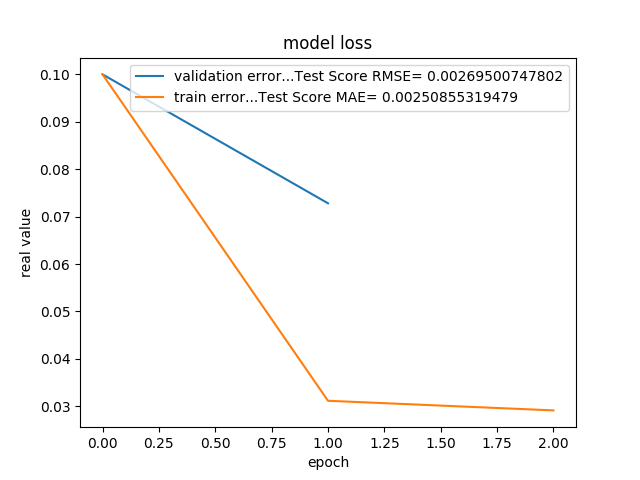 model loss
validation error...Test Score RMSE= 0.00269500747802
train error...Test Score MAE= 0.00250855319479
0.10
0.09
0.08
0.07
0.06
0.05
0.04
0.03
real value
0.00 0.25 0.50 0.75 1.00 1.25 1.50 1.75 2.00
epoch